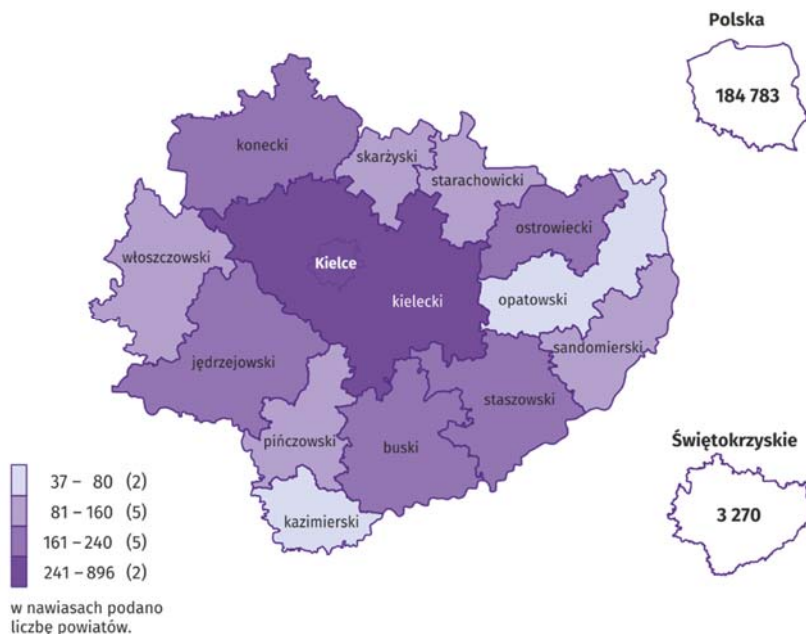 Polska
184 783
konecki
skarżyski
starachowicki
ostrowiecki
włoszczowski
Kielce
kielecki
opatowski
sandomierski
jędrzejowski
staszowski
pińczowski
buski
kazimierski
Świętokrzyskie
3 270
37 – 80 (2)
81 – 160 (5)
161 – 240 (5)
241 – 896 (2)
w nawiasach podano
liczbę powiatów.